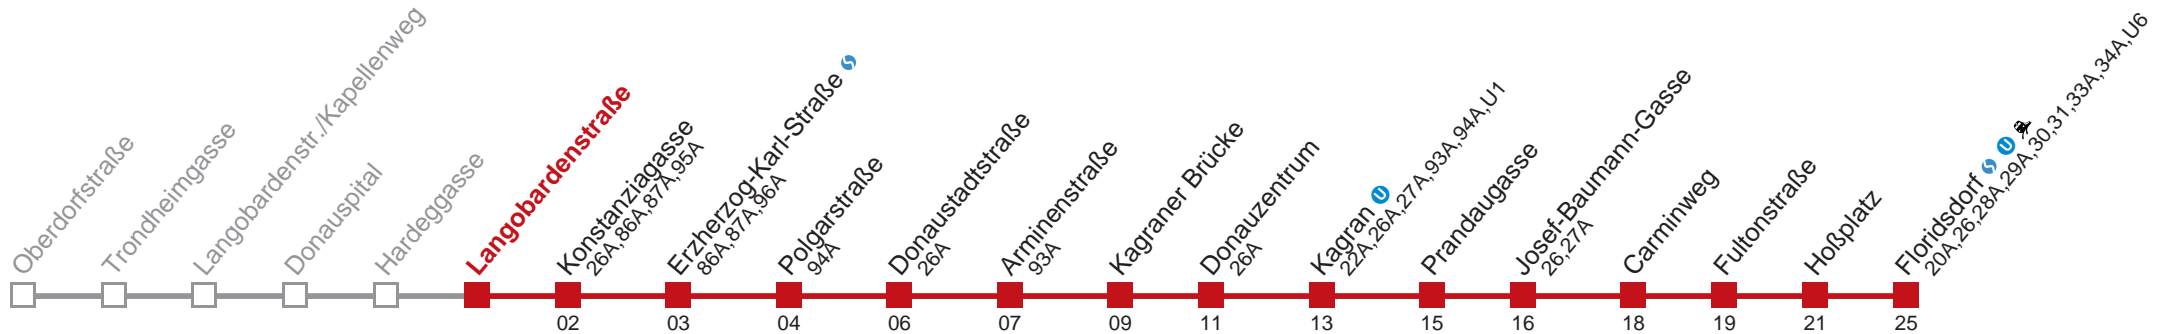 Oberdorfstraße
Trondheimgasse
Langobardenstr./Kapellenweg
Donauspital
Hardeggasse
Langobardenstraße
Konstanziagasse
26A,86A,87A,95A
02
Erzherzog-Karl-Straße S
86A,87A,96A
03
Polgarstraße
94A
04
Donaustadtstraße
26A
06
Arminenstraße
93A
07
Kagraner Brücke
09
Donauzentrum
26A
11
Kagran U
22A,26A,27A,93A,94A,U1
13
Prandaugasse
15
Josef-Baumann-Gasse
26,27A
16
Carminweg
18
Fultonstraße
19
Hoßplatz
21
Floridsdorf S U
20A,26,28A,29A,30,31,33A,34A,U6
25